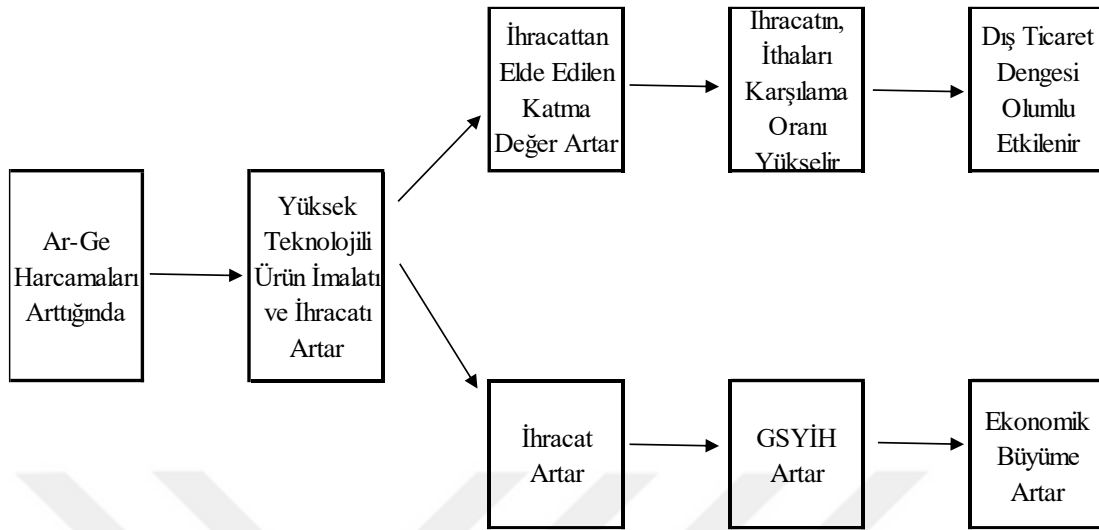 Ar-Ge
Harcamaları
Arttığında
Yüksek
Teknolojili
Ürün İmalatı
ve İhracatı
Artar
İhracattan
Elde Edilen
Katma
Değer Artar
Ihracatın,
İthaları
Karşılama
Oranı
Yükselir
Dış Ticaret
Dengesi
Olumlu
Etkilenir
İhracat
Artar
GSYİH
Artar
Ekonomik
Büyüme
Artar